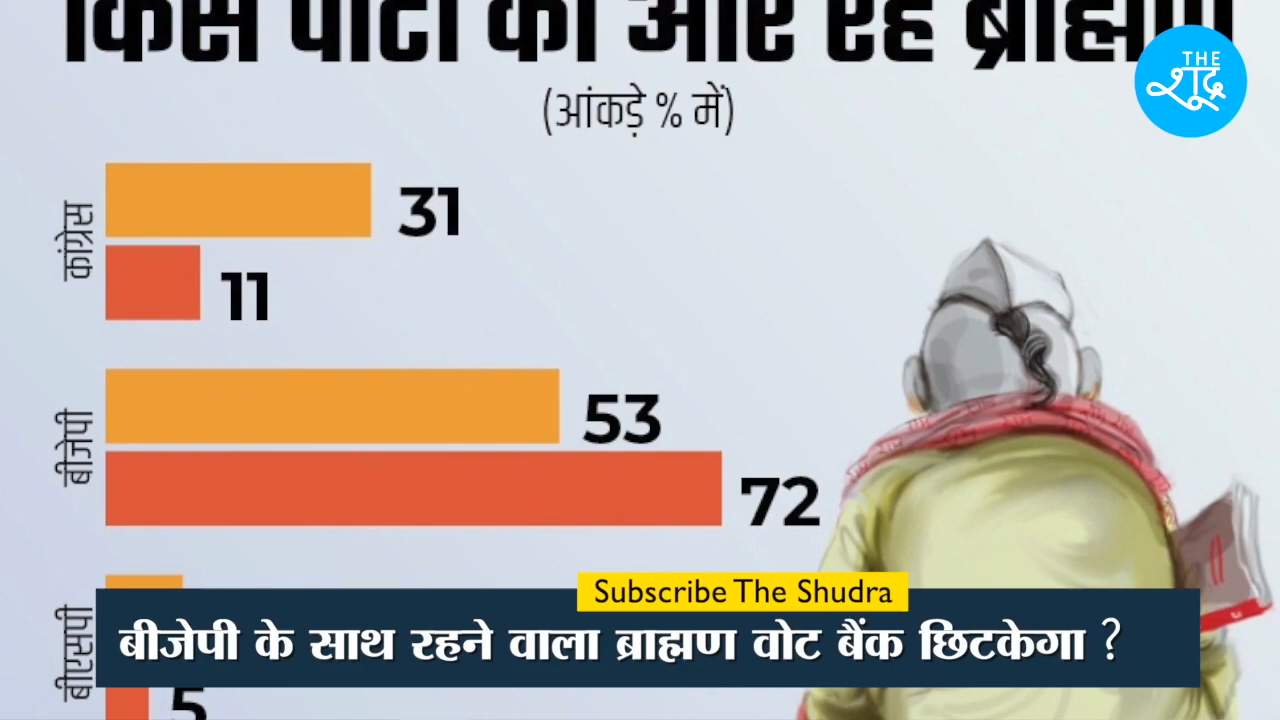 किस पार्टी की ओर रहे ब्राह्मण
THE
शूद्र
(आंकड़े % में)
कांग्रेस
31
11
बीजेपी
53
72
Subscribe The Shudra
बीएसपी
बीजेपी के साथ रहने वाला ब्राह्मण वोट बैंक छिटकेगा ?
5